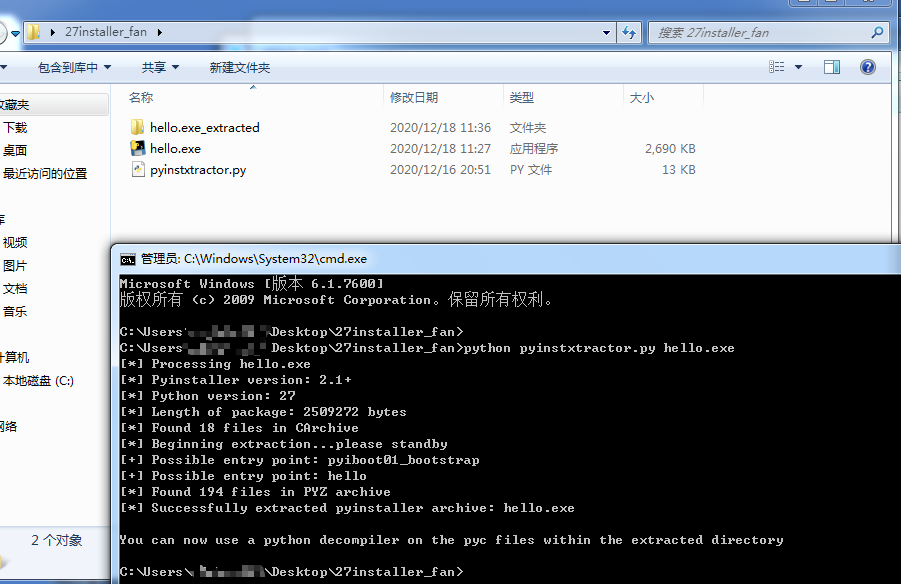 27installer_fan
搜索 27installer_fan
包含到库中 共享 新建文件夹
名称 修改日期 类型 大小
收藏夹
下载
桌面
最近访问的位置
库
视频
图片
文档
音乐
计算机
本地磁盘 (C:)
网络
hello.exe_extracted 2020/12/18 11:36 文件夹
hello.exe 2020/12/18 11:27 应用程序 2,690 KB
pyinstxtractor.py 2020/12/16 20:51 PY 文件 13 KB
2 个对象
管理员: C:\Windows\System32\cmd.exe
Microsoft Windows [版本 6.1.7600]
版权所有 (c) 2009 Microsoft Corporation。保留所有权利。
C:\Users\ \Desktop\27installer_fan>
C:\Users\ Desktop\27installer_fan>python pyinstxtractor.py hello.exe
[*] Processing hello.exe
[*] Pyinstaller version: 2.1+
[*] Python version: 27
[*] Length of package: 2509272 bytes
[*] Found 18 files in CArchive
[*] Beginning extraction...please standby
[+] Possible entry point: pyiboot01_bootstrap
[+] Possible entry point: hello
[*] Found 194 files in PYZ archive
[*] Successfully extracted pyinstaller archive: hello.exe
You can now use a python decompiler on the pyc files within the extracted directory
C:\Users\ \Desktop\27installer_fan>